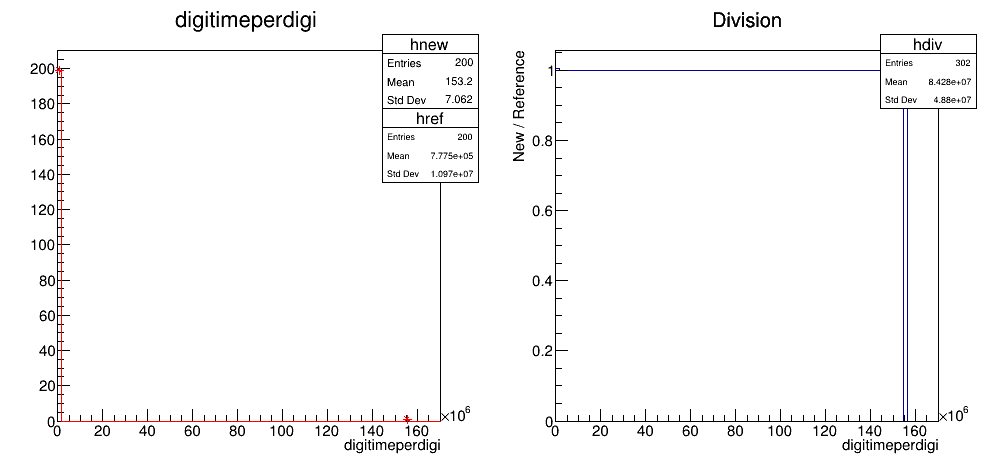 digitimeperdigi
hnew
Entries 200
Mean 153.2
Std Dev 7.062
href
Entries 200
Mean 7.775e+05
Std Dev 1.097e+07
200
180
160
140
120
100
80
60
40
20
0
0 20 40 60 80 100 120 140 160
×10^6
digitimeperdigi
Division
hdiv
Entries 302
Mean 8.428e+07
Std Dev 4.88e+07
New / Reference
1
0.8
0.6
0.4
0.2
0
0 20 40 60 80 100 120 140 160
×10^6
digitimeperdigi